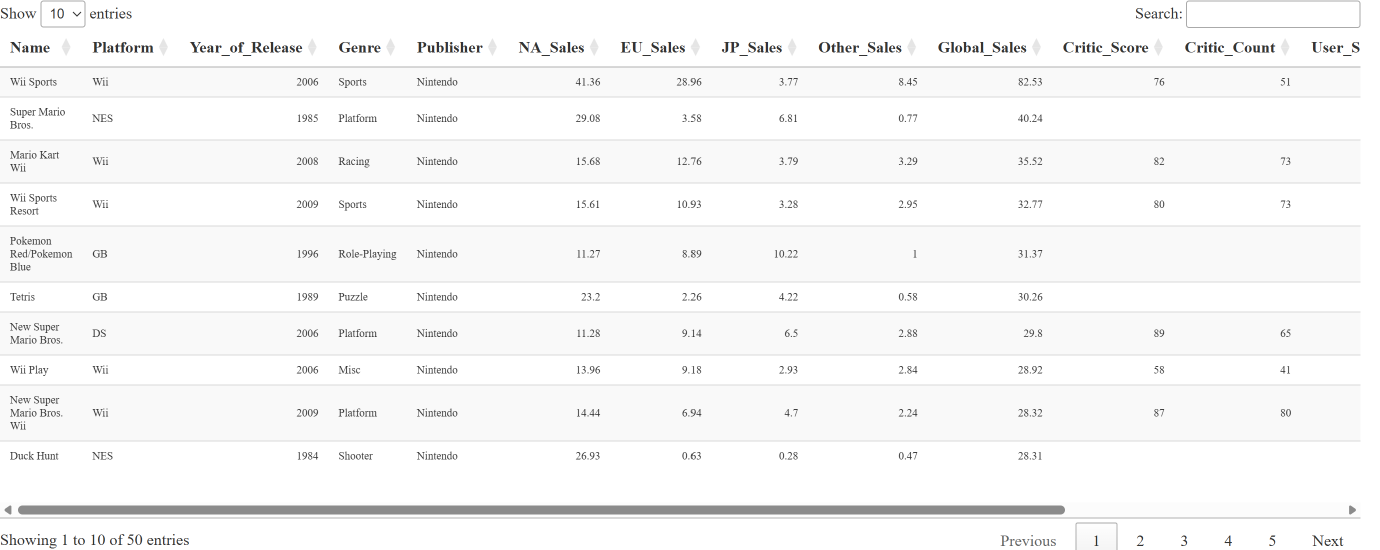 Show 10 entries Search:
Name Platform Year_of_Release Genre Publisher NA_Sales EU_Sales JP_Sales Other_Sales Global_Sales Critic_Score Critic_Count User_S
Wii Sports Wii 2006 Sports Nintendo 41.36 28.96 3.77 8.45 82.53 76 51
Super Mario
Bros. NES 1985 Platform Nintendo 29.08 3.58 6.81 0.77 40.24
Mario Kart
Wii Wii 2008 Racing Nintendo 15.68 12.76 3.79 3.29 35.52 82 73
Wii Sports
Resort Wii 2009 Sports Nintendo 15.61 10.93 3.28 2.95 32.77 80 73
Pokemon
Red/Pokemon
Blue GB 1996 Role-Playing Nintendo 11.27 8.89 10.22 1 31.37
Tetris GB 1989 Puzzle Nintendo 23.2 2.26 4.22 0.58 30.26
New Super
Mario Bros. DS 2006 Platform Nintendo 11.28 9.14 6.5 2.88 29.8 89 65
Wii Play Wii 2006 Misc Nintendo 13.96 9.18 2.93 2.84 28.92 58 41
New Super
Mario Bros.
Wii Wii 2009 Platform Nintendo 14.44 6.94 4.7 2.24 28.32 87 80
Duck Hunt NES 1984 Shooter Nintendo 26.93 0.63 0.28 0.47 28.31
Showing 1 to 10 of 50 entries Previous 1 2 3 4 5 Next